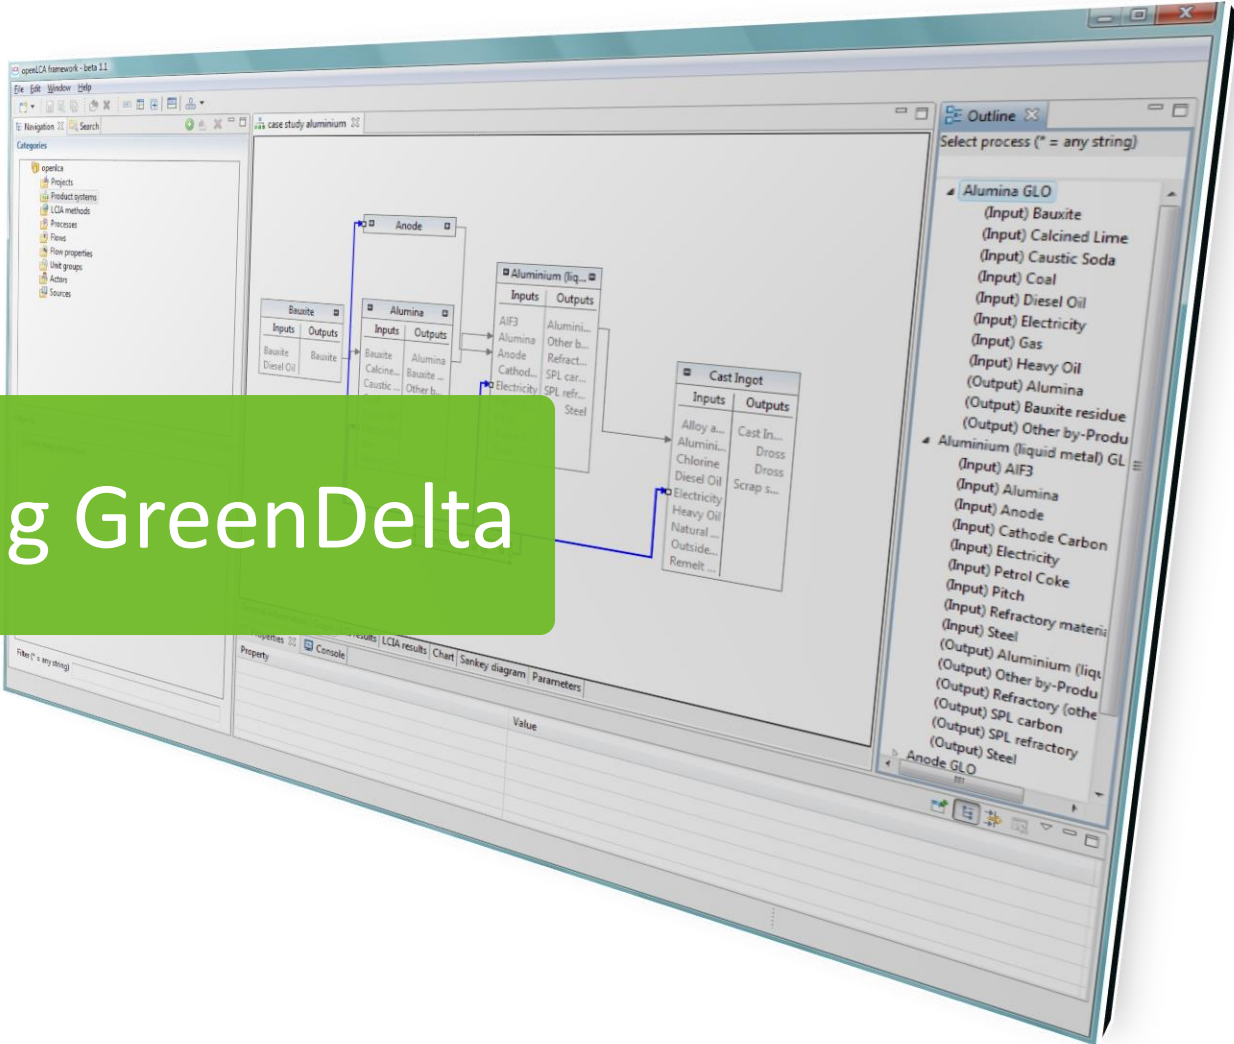 openLCA framework - beta 1.1
File Edit Window Help
Navigation Search
Categories
openlca
Projects
Product systems
LCIA methods
Processes
Flows
Flow properties
Unit groups
Actors
Sources
Filter (* = any string)
case study aluminium
Anode
Bauxite
Inputs Outputs
Bauxite Bauxite
Diesel Oil
Alumina
Inputs Outputs
Bauxite Alumina
Calcine... Bauxite ...
Caustic ... Other b...
Aluminium (liq...
Inputs Outputs
AlF3 Alumini...
Alumina Other b...
Anode Refract...
Cathod... SPL car...
Electricity SPL refr...
Steel
Cast Ingot
Inputs Outputs
Alloy a... Cast In...
Alumini... Dross
Chlorine Dross
Diesel Oil Scrap s...
Electricity
Heavy Oil
Natural ...
Outside...
Remelt ...
g GreenDelta
results LCIA results Chart Sankey diagram Parameters
Properties Console
Property Value
Outline
Select process (* = any string)
Alumina GLO
(Input) Bauxite
(Input) Calcined Lime
(Input) Caustic Soda
(Input) Coal
(Input) Diesel Oil
(Input) Electricity
(Input) Gas
(Input) Heavy Oil
(Output) Alumina
(Output) Bauxite residue
(Output) Other by-Produ
Aluminium (liquid metal) GL
(Input) AlF3
(Input) Alumina
(Input) Anode
(Input) Cathode Carbon
(Input) Electricity
(Input) Petrol Coke
(Input) Pitch
(Input) Refractory materi
(Input) Steel
(Output) Aluminium (liqu
(Output) Other by-Produ
(Output) Refractory (othe
(Output) SPL carbon
(Output) SPL refractory
(Output) Steel
Anode GLO